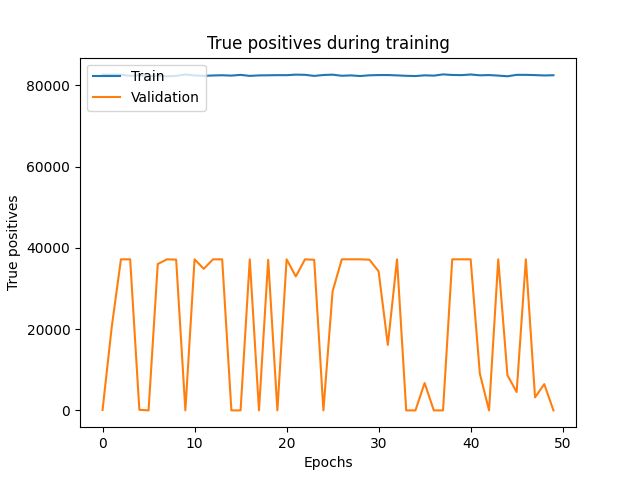 True positives during training
Train
Validation
True positives
80000
60000
40000
20000
0
0 10 20 30 40 50
Epochs